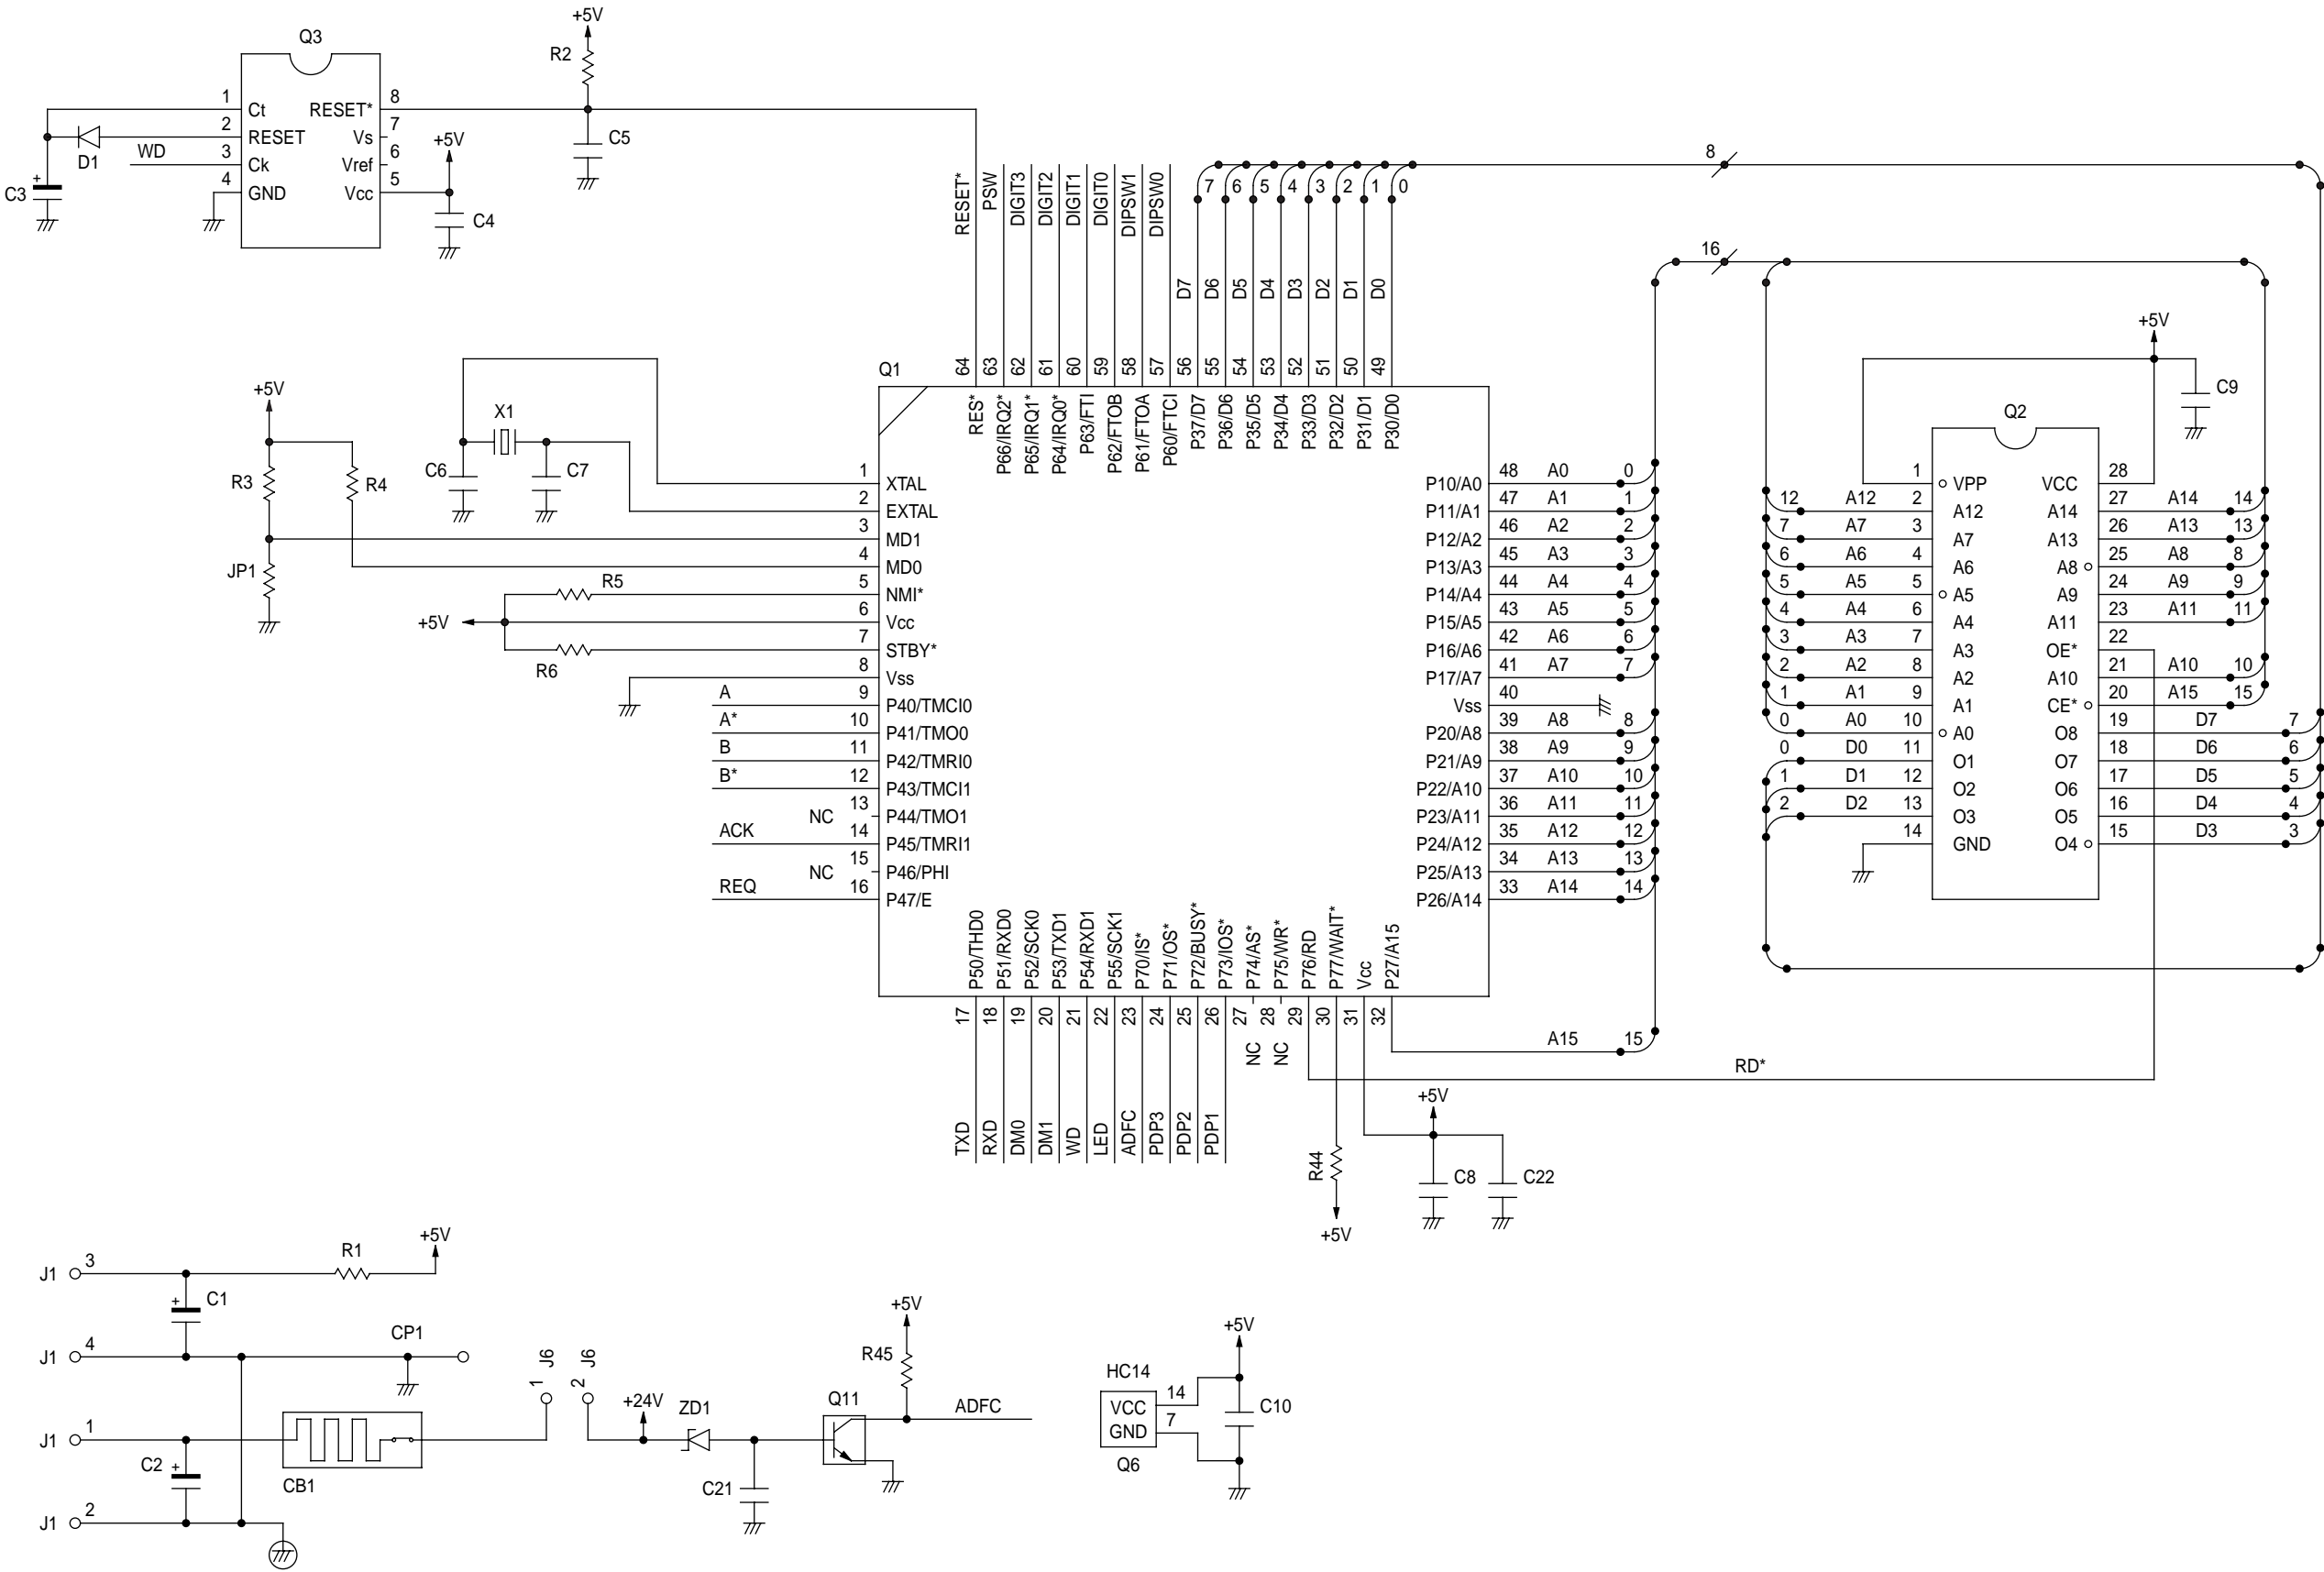 Q3
1 Ct
2 RESET
3 Ck
4 GND
RESET* 8
Vs 7
Vref 6
Vcc 5
D1
WD
+
C3
+5V
C4
+5V
R2
C5
RESET*
PSW
DIGIT3
DIGIT2
DIGIT1
DIGIT0
DIPSW1
DIPSW0
7 6 5 4 3 2 1 0
D7 D6 D5 D4 D3 D2 D1 D0
8
16
Q1
64 63 62 61 60 59 58 57 56 55 54 53 52 51 50 49
RES*
P66/IRQ2*
P65/IRQ1*
P64/IRQ0*
P63/FTI
P62/FTOB
P61/FTOA
P60/FTCI
P37/D7
P36/D6
P35/D5
P34/D4
P33/D3
P32/D2
P31/D1
P30/D0
+5V
R3
R4
JP1
X1
C6
C7
R5
+5V
R6
1 XTAL
2 EXTAL
3 MD1
4 MD0
5 NMI*
6 Vcc
7 STBY*
8 Vss
A 9 P40/TMCI0
A* 10 P41/TMO0
B 11 P42/TMRI0
B* 12 P43/TMCI1
NC 13 P44/TMO1
ACK 14 P45/TMRI1
NC 15 P46/PHI
REQ 16 P47/E
P10/A0 48 A0 0
P11/A1 47 A1 1
P12/A2 46 A2 2
P13/A3 45 A3 3
P14/A4 44 A4 4
P15/A5 43 A5 5
P16/A6 42 A6 6
P17/A7 41 A7 7
Vss 40
P20/A8 39 A8 8
P21/A9 38 A9 9
P22/A10 37 A10 10
P23/A11 36 A11 11
P24/A12 35 A12 12
P25/A13 34 A13 13
P26/A14 33 A14 14
P50/THD0
P51/RXD0
P52/SCK0
P53/TXD1
P54/RXD1
P55/SCK1
P70/IS*
P71/OS*
P72/BUSY*
P73/IOS*
P74/AS*
P75/WR*
P76/RD
P77/WAIT*
Vcc
P27/A15
17 18 19 20 21 22 23 24 25 26 27 28 29 30 31 32
NC NC
A15 15
RD*
TXD
RXD
DM0
DM1
WD
LED
ADFC
PDP3
PDP2
PDP1
R44
+5V
+5V
C8
C22
+5V
C9
Q2
1 VPP
12 A12 2 A12
7 A7 3 A7
6 A6 4 A6
5 A5 5 A5
4 A4 6 A4
3 A3 7 A3
2 A2 8 A2
1 A1 9 A1
0 A0 10 A0
0 D0 11 O1
1 D1 12 O2
2 D2 13 O3
14 GND
VCC 28
A14 27 A14 14
A13 26 A13 13
A8 25 A8 8
A9 24 A9 9
A11 23 A11 11
OE* 22
A10 21 A10 10
CE* 20 A15 15
O8 19 D7 7
O7 18 D6 6
O6 17 D5 5
O5 16 D4 4
O4 15 D3 3
J1 3
R1
+5V
+
C1
J1 4
CP1
J1 1
C2
+
CB1
J1 2
J6 1
J6 2
+24V
ZD1
C21
Q11
R45
+5V
ADFC
HC14
VCC 14
GND 7
Q6
+5V
C10